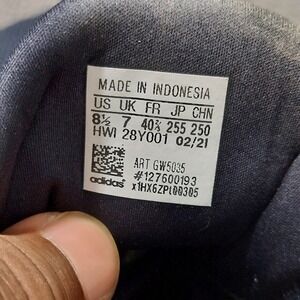 MADE IN INDONESIA
US UK FR JP CHN
8½ 7 40⅔ 255 250
HWI 28Y001 02/21
ART GW5035
#127600193
adidas